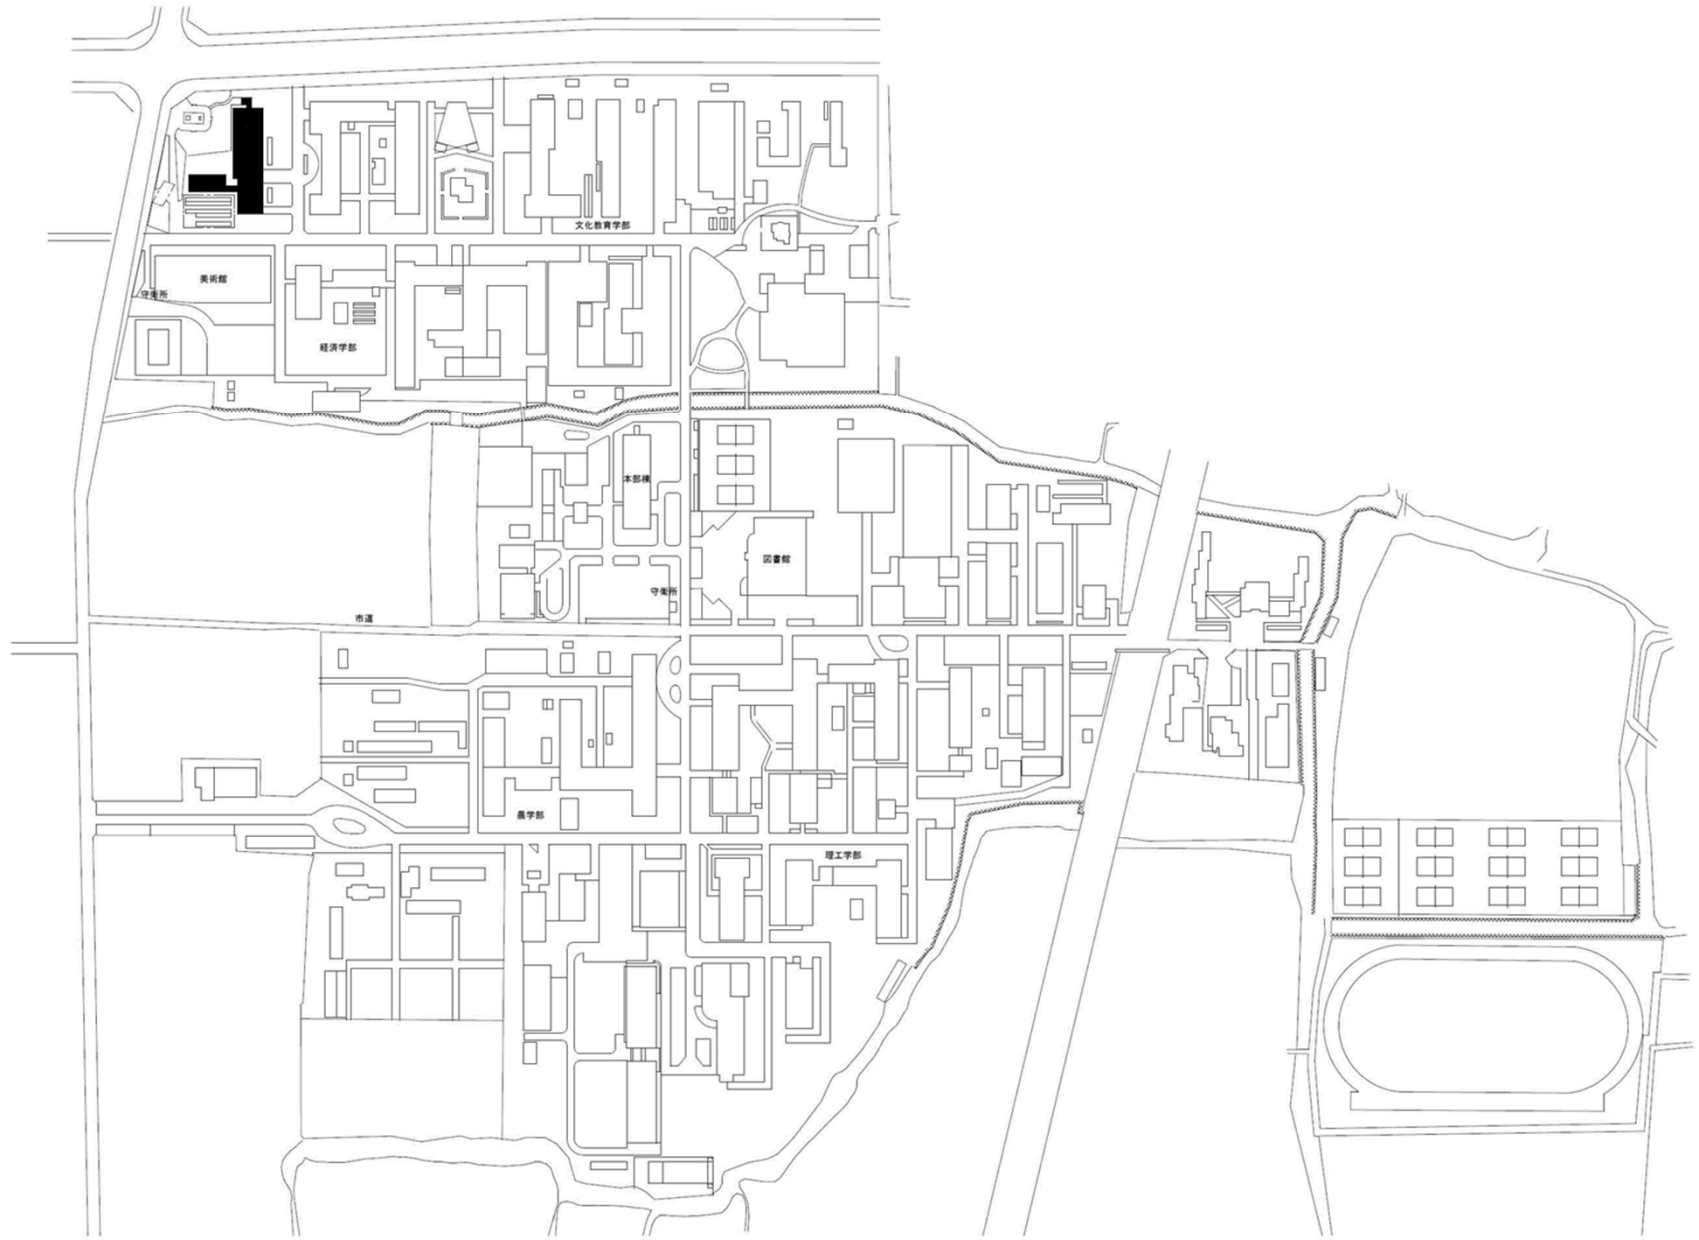 文化教育学部
美術館
守衛所
経済学部
本部棟
図書館
守衛所
市道
農学部
理工学部